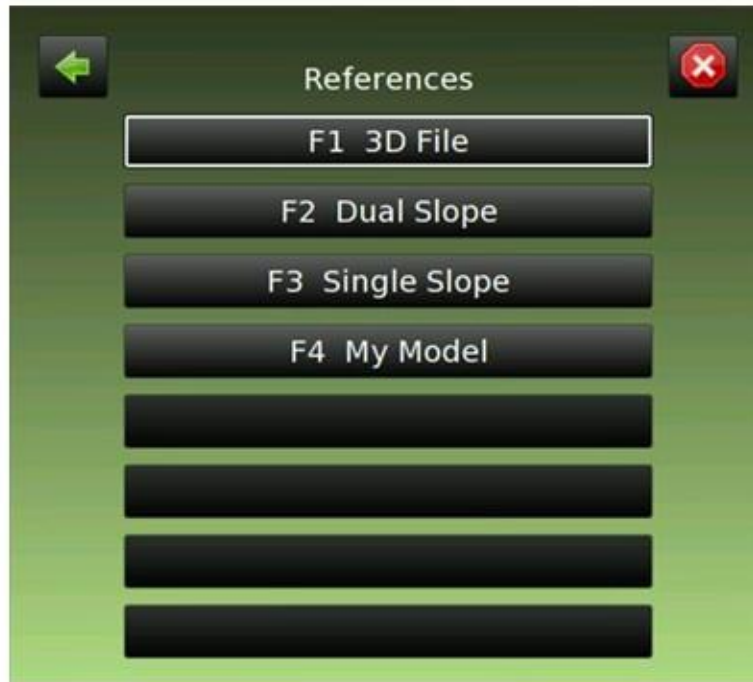 References
F1 3D File
F2 Dual Slope
F3 Single Slope
F4 My Model